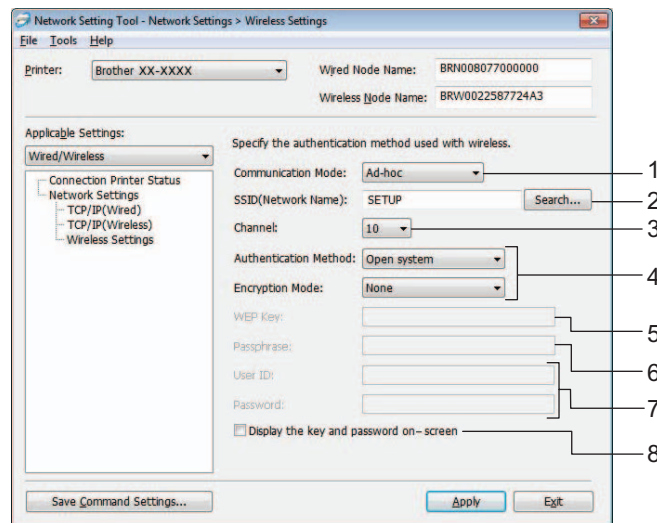 Network Setting Tool - Network Settings > Wireless Settings
File Tools Help
Printer: Brother XX-XXXX Wired Node Name: BRN008077000000
Wireless Node Name: BRW0022587724A3
Applicable Settings:
Wired/Wireless
Connection Printer Status
Network Settings
TCP/IP(Wired)
TCP/IP(Wireless)
Wireless Settings
Specify the authentication method used with wireless.
Communication Mode: Ad-hoc 1
SSID(Network Name): SETUP Search... 2
Channel: 10 3
Authentication Method: Open system
4
Encryption Mode: None
WEP Key: 5
Passphrase: 6
User ID:
7
Password:
Display the key and password on-screen 8
Save Command Settings... Apply Exit